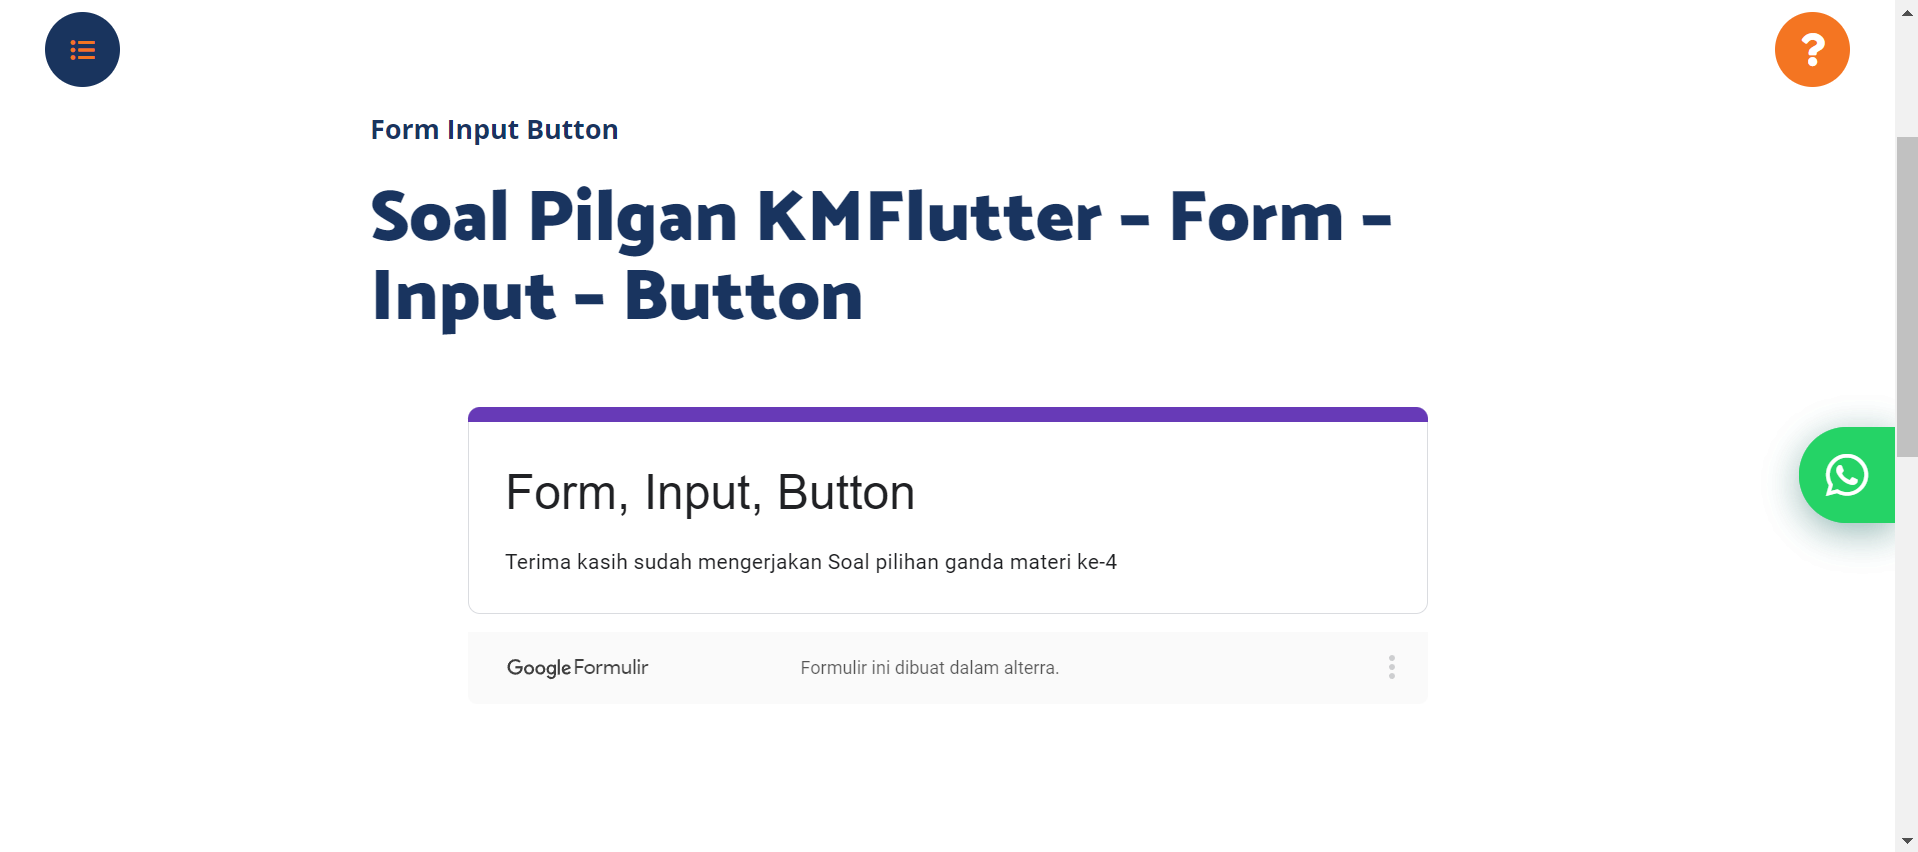 Form Input Button
Soal Pilgan KMFlutter – Form –
Input – Button
Form, Input, Button
Terima kasih sudah mengerjakan Soal pilihan ganda materi ke-4
Google Formulir
Formulir ini dibuat dalam alterra.